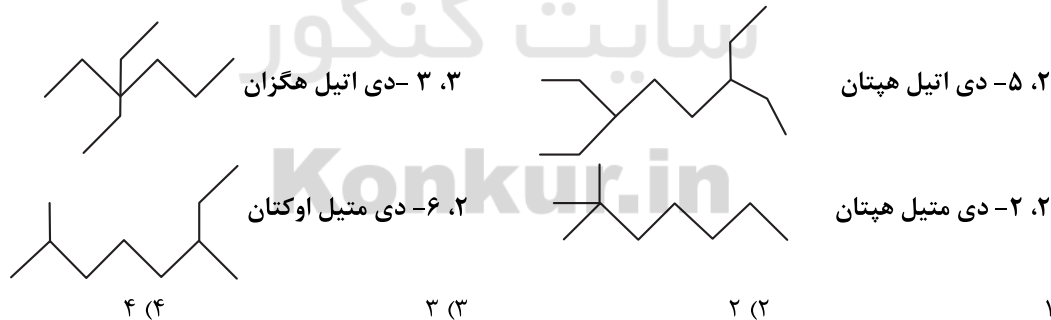 سایت کنکور
۲، ۵- دی اتیل هپتان
۳، ۳ -دی اتیل هگزان
Konkur.in
۲، ۲- دی متیل هپتان
۲، ۶- دی متیل اوکتان
۱
۲) ۲
۳) ۳
۴) ۴